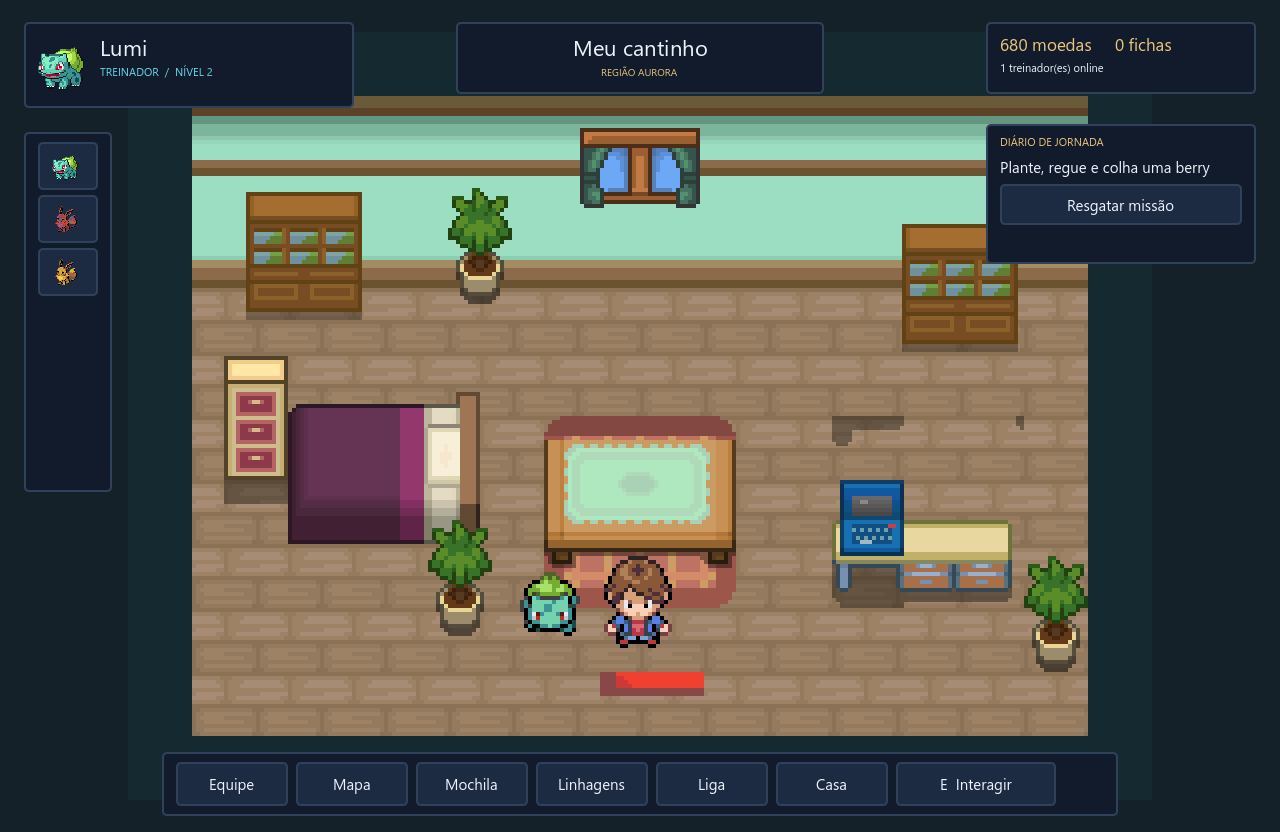 Lumi
TREINADOR / NÍVEL 2
Meu cantinho
REGIÃO AURORA
680 moedas 0 fichas
1 treinador(es) online
DIÁRIO DE JORNADA
Plante, regue e colha uma berry
Resgatar missão
Equipe
Mapa
Mochila
Linhagens
Liga
Casa
E Interagir